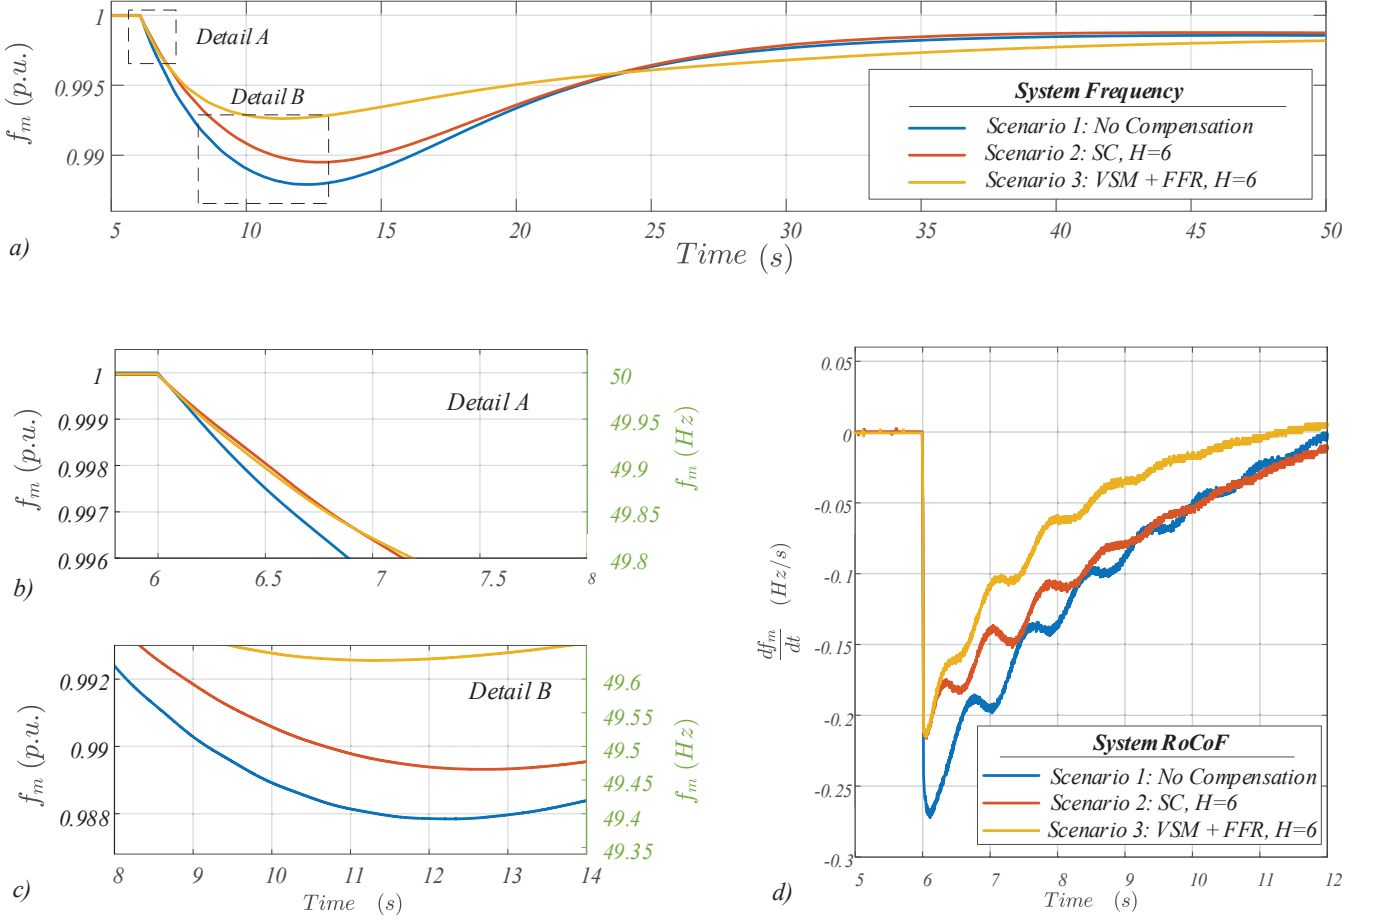 1
0.995
0.99
f_m (p.u.)
Detail A
Detail B
System Frequency
Scenario 1: No Compensation
Scenario 2: SC, H=6
Scenario 3: VSM + FFR, H=6
5 10 15 20 25 30 35 40 45 50
Time (s)
a)
1
0.999
0.998
0.997
0.996
f_m (p.u.)
Detail A
50
49.95
49.9
49.85
49.8
f_m (Hz)
6 6.5 7 7.5 8
b)
0.992
0.99
0.988
f_m (p.u.)
Detail B
49.6
49.55
49.5
49.45
49.4
49.35
f_m (Hz)
8 9 10 11 12 13 14
Time (s)
c)
0.05
0
-0.05
-0.1
-0.15
-0.2
-0.25
-0.3
df_m/dt (Hz/s)
System RoCoF
Scenario 1: No Compensation
Scenario 2: SC, H=6
Scenario 3: VSM + FFR, H=6
5 6 7 8 9 10 11 12
Time (s)
d)